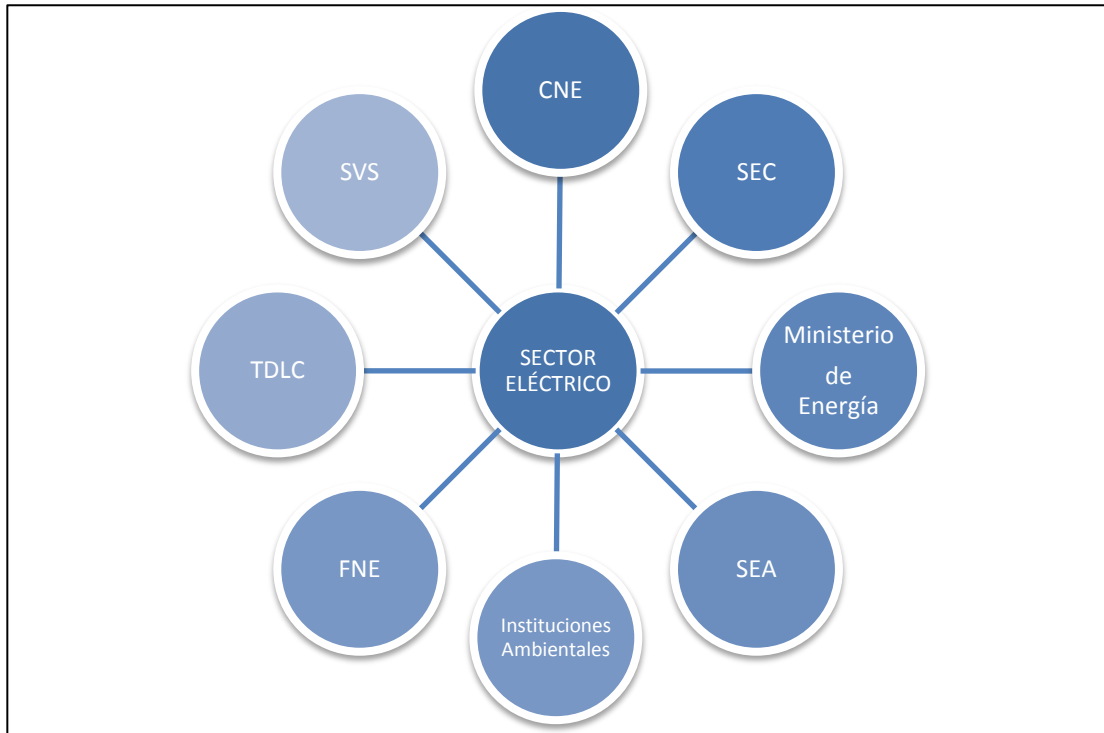 CNE
SVS
SEC
TDLC
SECTOR
ELÉCTRICO
Ministerio
de
Energía
FNE
SEA
Instituciones
Ambientales